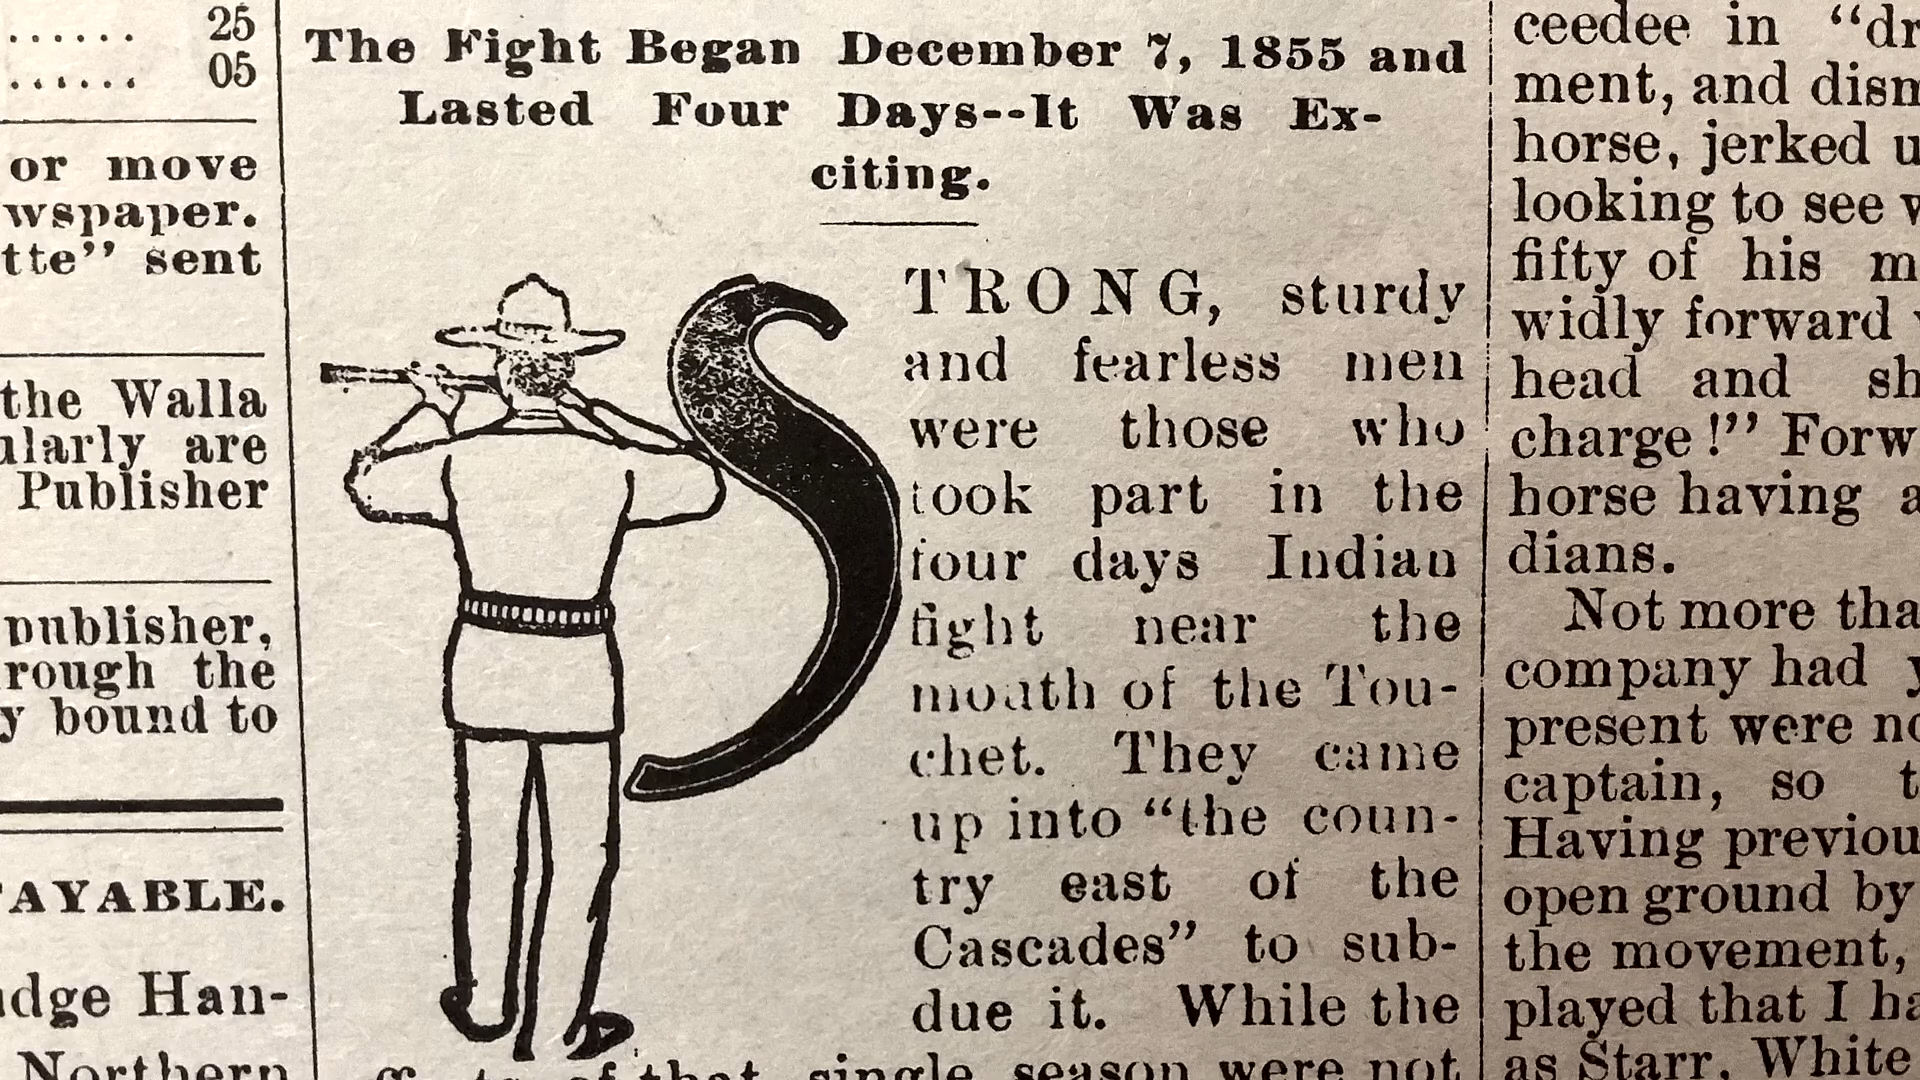 ...... 25
...... 05
or move
wspaper.
tte" sent
the Walla
ularly are
Publisher
publisher,
rough the
y bound to
AYABLE.
udge Han-
Northern
The Fight Began December 7, 1855 and
Lasted Four Days--It Was Ex-
citing.
STRONG, sturdy
and fearless men
were those who
took part in the
four days Indian
fight near the
mouth of the Tou-
chet. They came
up into "the coun-
try east of the
Cascades" to sub-
due it. While the
of that single season were not
ceedee in "dr
ment, and dism
horse, jerked u
looking to see w
fifty of his m
widly forward
head and sh
charge!" Forw
horse having a
dians.
Not more tha
company had y
present were no
captain, so t
Having previou
open ground by
the movement,
played that I ha
as Starr, White